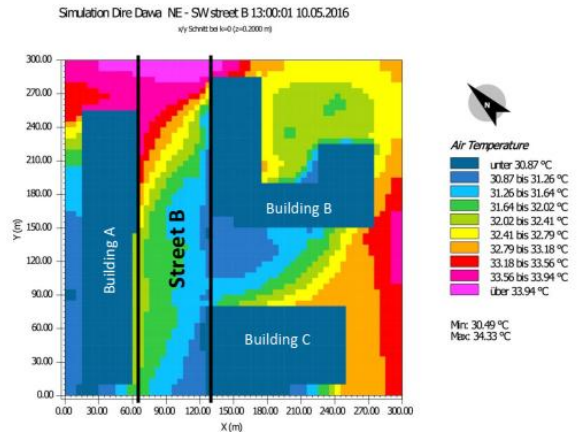 Simulation Dire Dawa NE - SW street B 13:00:01 10.05.2016
x/y Schnitt bei k=0 (z=0.2000 m)
300.00
270.00
240.00
210.00
180.00
150.00
120.00
90.00
60.00
30.00
0.00
Y (m)
Building A
Street B
Building B
Building C
0.00 30.00 60.00 90.00 120.00 150.00 180.00 210.00 240.00 270.00 300.00
X (m)
N
Air Temperature
unter 30.87 °C
30.87 bis 31.26 °C
31.26 bis 31.64 °C
31.64 bis 32.02 °C
32.02 bis 32.41 °C
32.41 bis 32.79 °C
32.79 bis 33.18 °C
33.18 bis 33.56 °C
33.56 bis 33.94 °C
über 33.94 °C
Min: 30.49 °C
Max: 34.33 °C